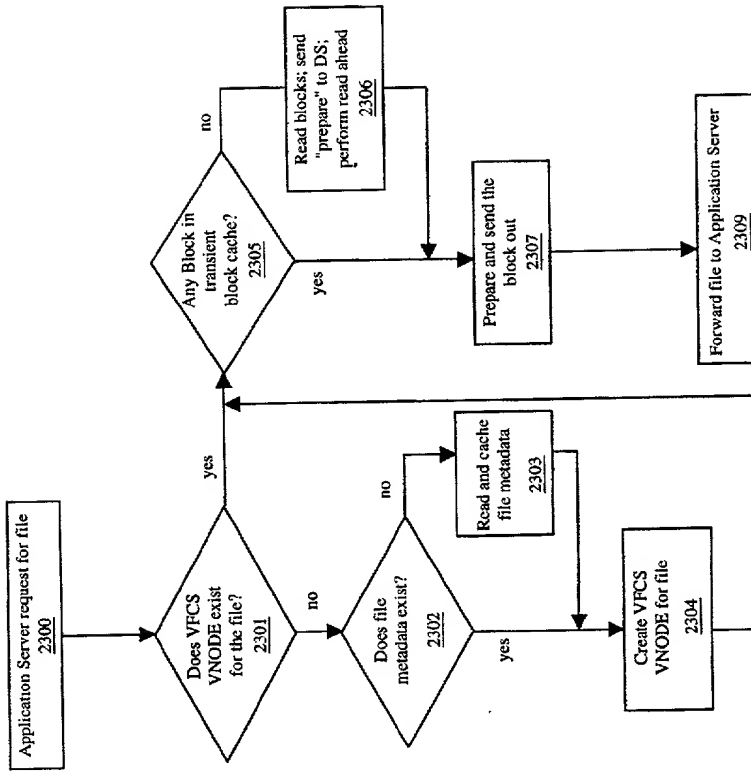 Application Server request for file
2300
Does VFCS
VNODE exist
for the file?
2301
yes
no
Does file
metadata exist?
2302
no
yes
Read and cache
file metadata
2303
Create VFCS
VNODE for file
2304
Any Block in
transient
block cache?
2305
no
yes
Read blocks; send
"prepare" to DS;
perform read ahead
2306
Prepare and send the
block out
2307
Forward file to Application Server
2309